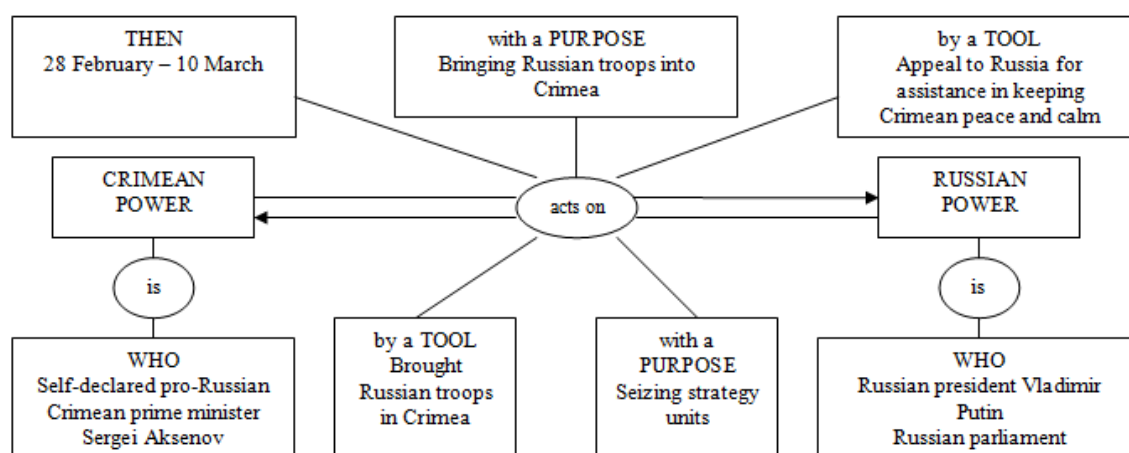 THEN
28 February – 10 March
with a PURPOSE
Bringing Russian troops into
Crimea
by a TOOL
Appeal to Russia for
assistance in keeping
Crimean peace and calm
CRIMEAN
POWER
acts on
RUSSIAN
POWER
is
is
WHO
Self-declared pro-Russian
Crimean prime minister
Sergei Aksenov
by a TOOL
Brought
Russian troops
in Crimea
with a
PURPOSE
Seizing strategy
units
WHO
Russian president Vladimir
Putin
Russian parliament